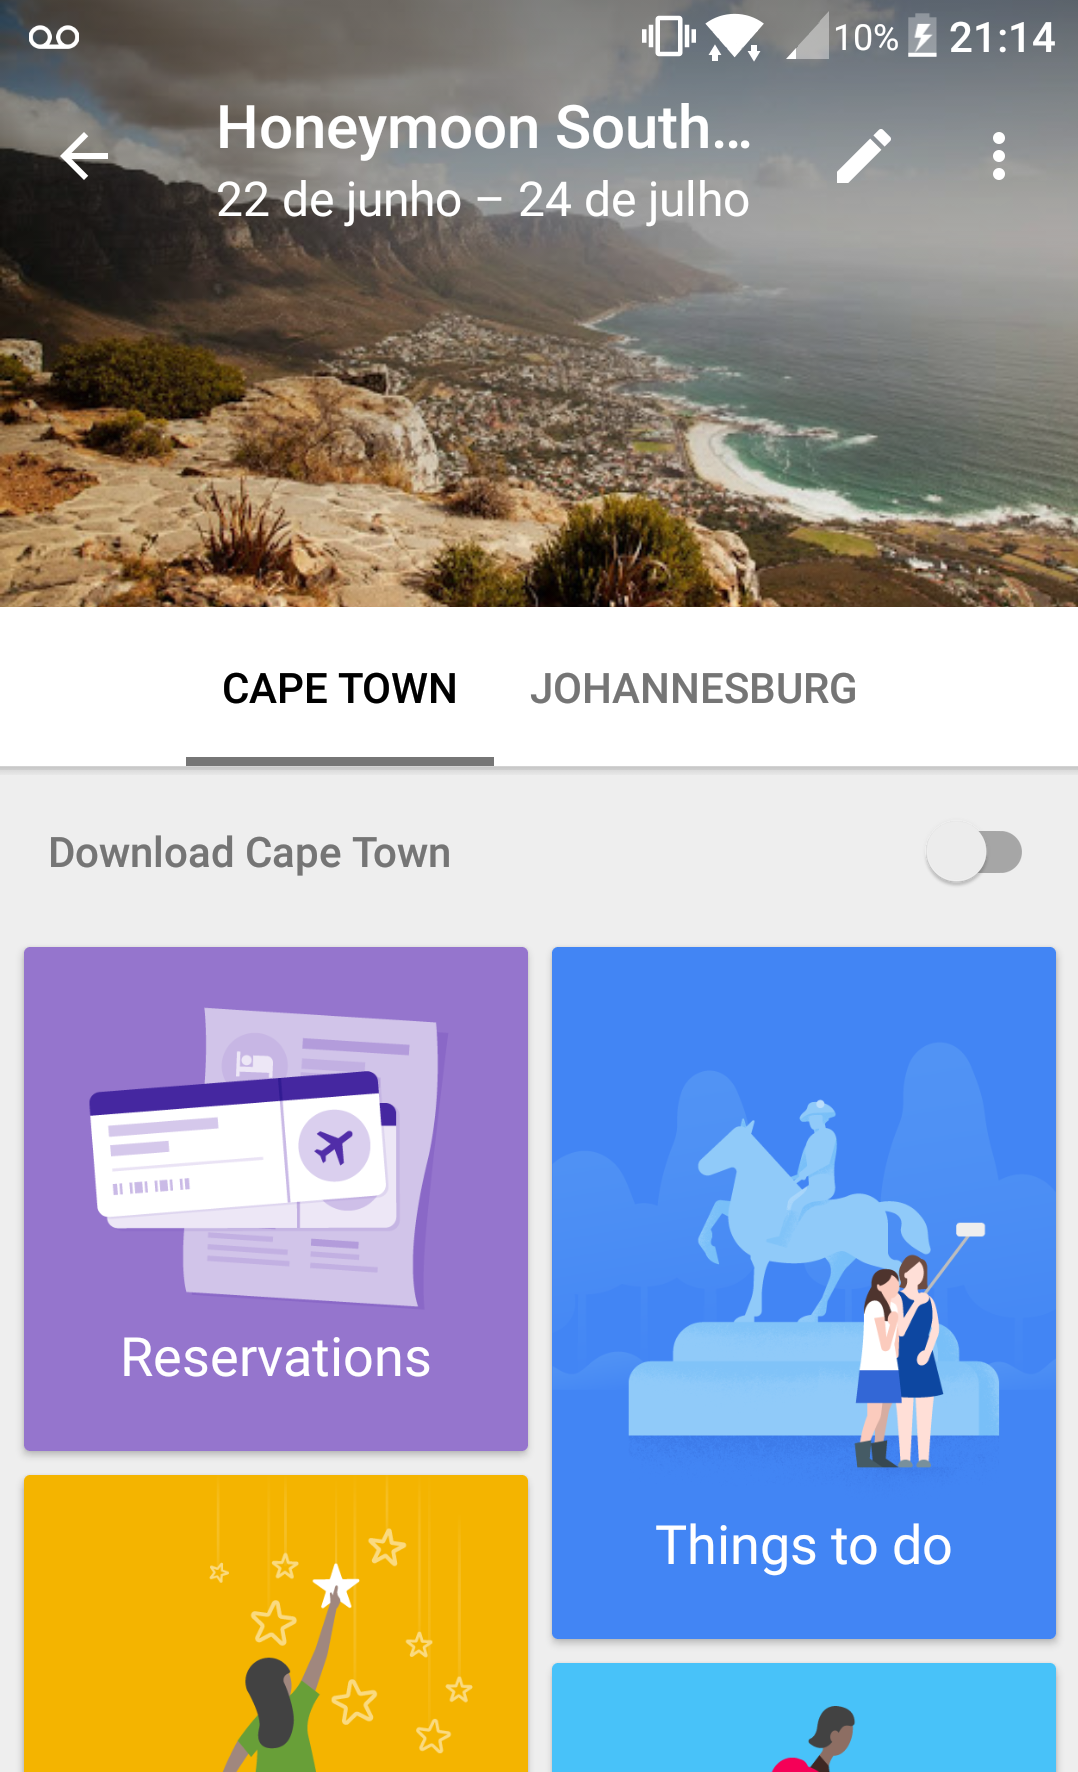 10% 21:14
Honeymoon South...
22 de junho – 24 de julho
CAPE TOWN JOHANNESBURG
Download Cape Town
Reservations
Things to do